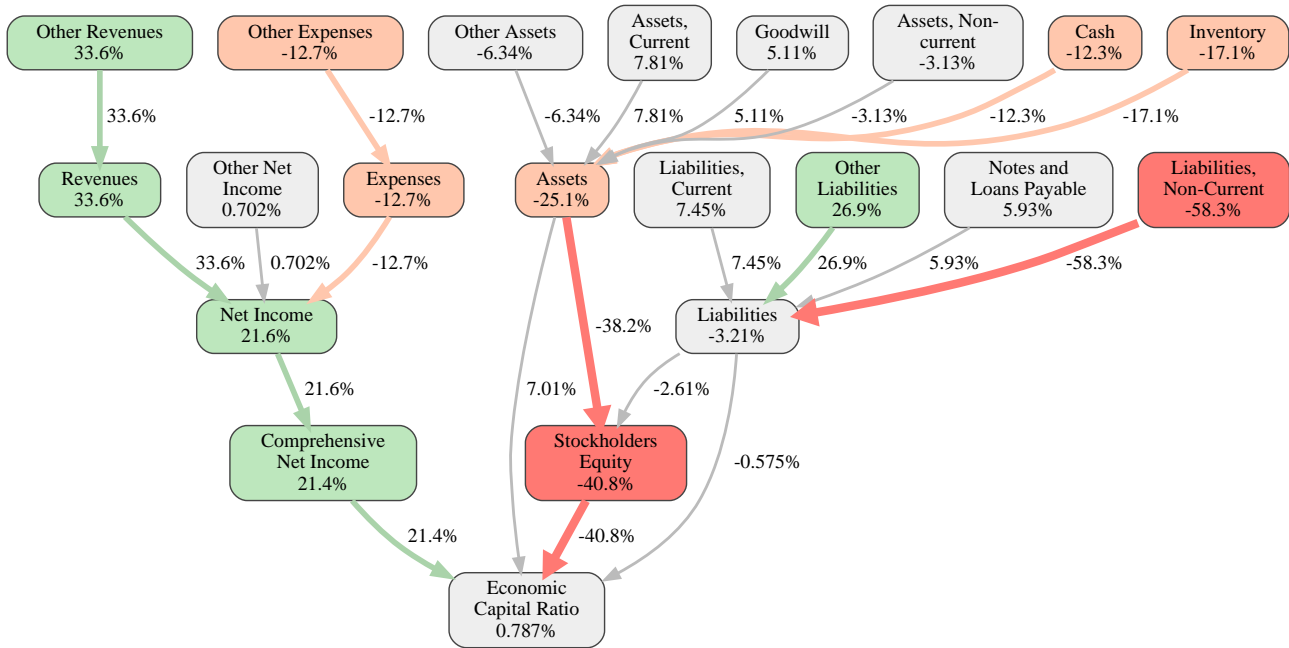 Other Revenues
33.6%
Other Expenses
-12.7%
Other Assets
-6.34%
Assets,
Current
7.81%
Goodwill
5.11%
Assets, Non-
current
-3.13%
Cash
-12.3%
Inventory
-17.1%
33.6%
-12.7%
-6.34%
7.81%
5.11%
-3.13%
-12.3%
-17.1%
Revenues
33.6%
Other Net
Income
0.702%
Expenses
-12.7%
Assets
-25.1%
Liabilities,
Current
7.45%
Other
Liabilities
26.9%
Notes and
Loans Payable
5.93%
Liabilities,
Non-Current
-58.3%
33.6%
0.702%
-12.7%
7.45%
26.9%
5.93%
-58.3%
Net Income
21.6%
-38.2%
Liabilities
-3.21%
21.6%
7.01%
-2.61%
Comprehensive
Net Income
21.4%
Stockholders
Equity
-40.8%
-0.575%
21.4%
-40.8%
Economic
Capital Ratio
0.787%